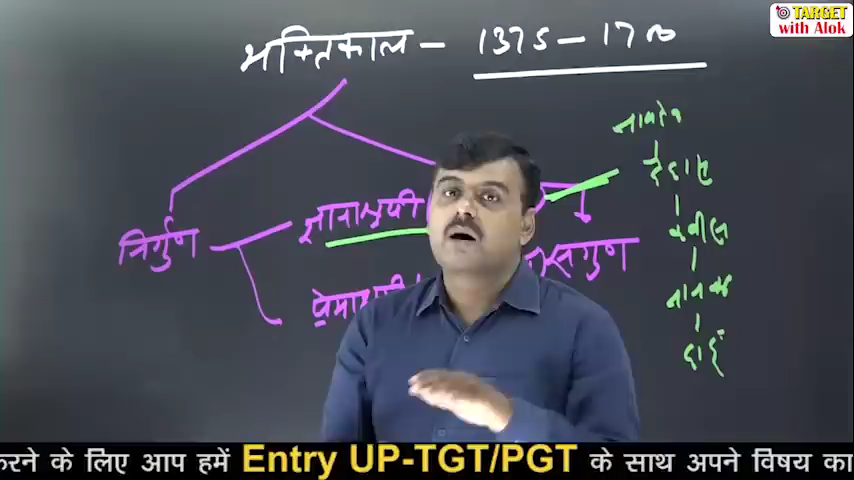 TARGET
with Alok
भक्तिकाल – 1375 – 1700
नामदेव
रैदास
कबीर
नानक
दादू
निर्गुण
ज्ञानाश्रयी
सगुण
करने के लिए आप हमें Entry UP-TGT/PGT के साथ अपने विषय का